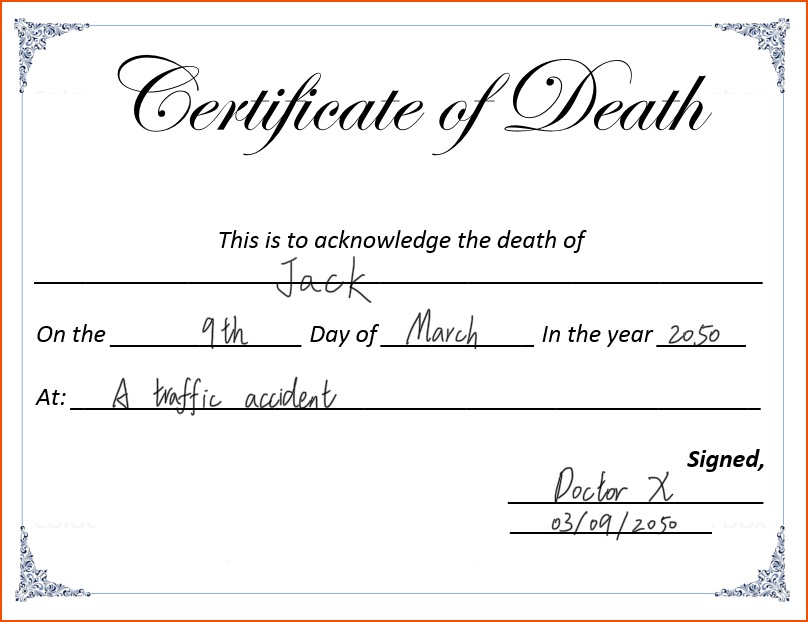 Certificate of Death
This is to acknowledge the death of
Jack
On the 9th Day of March In the year 2050
At: A traffic accident
Signed,
Doctor X
03/09/2050